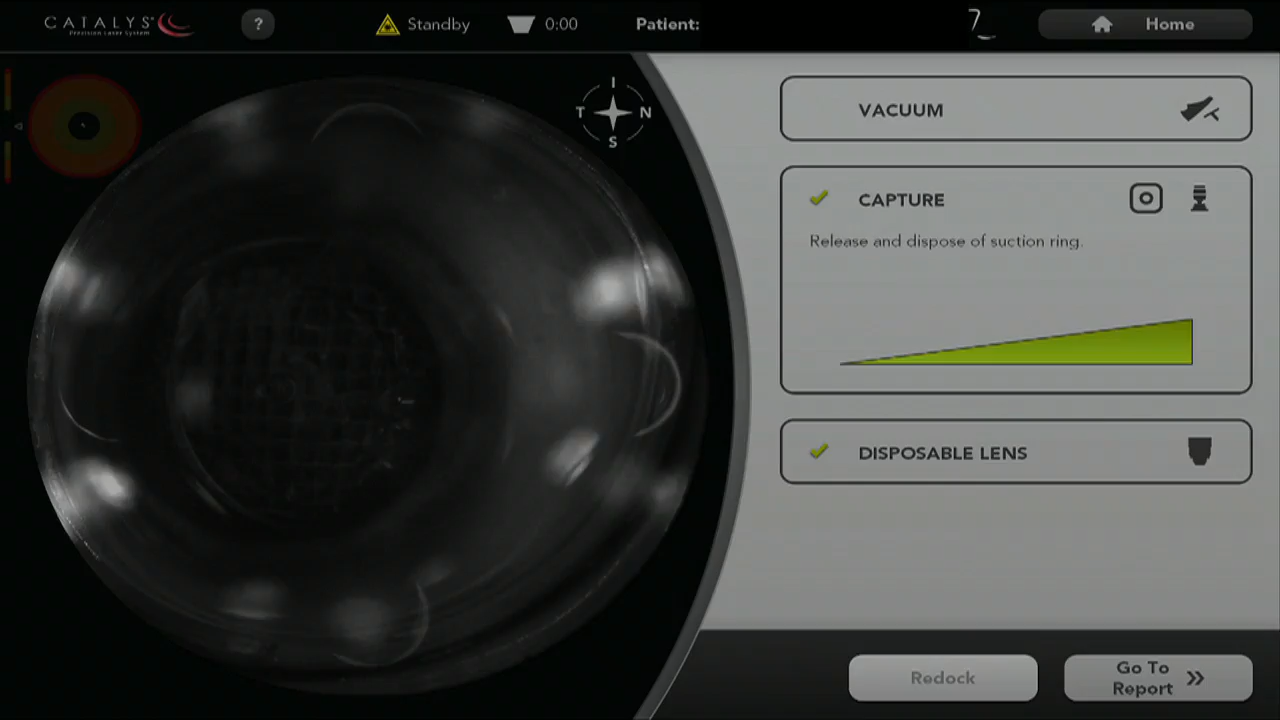 CATALYS
Precision Laser System
?
Standby
0:00
Patient:
Home
I
T
N
S
VACUUM
CAPTURE
Release and dispose of suction ring.
DISPOSABLE LENS
Redock
Go To
Report